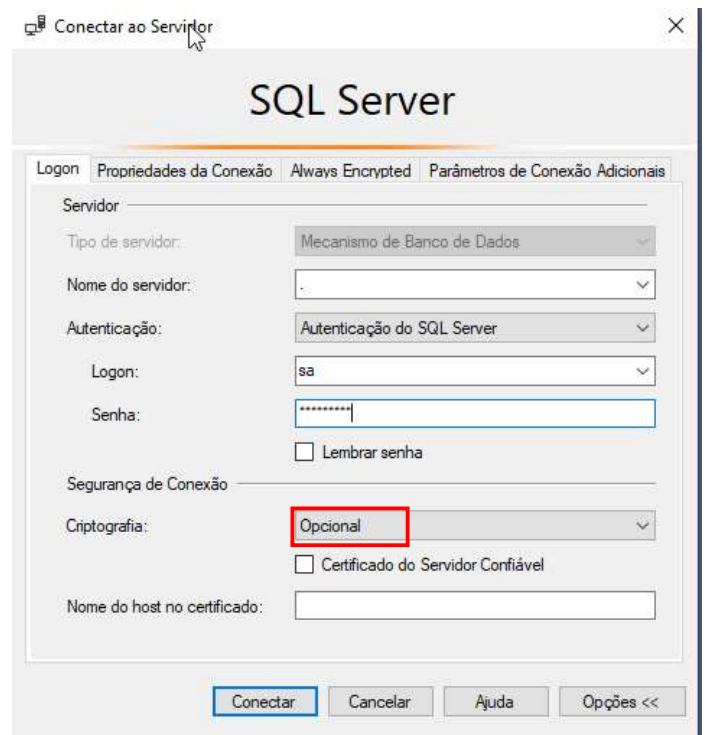 Conectar ao Servidor
SQL Server
Logon Propriedades da Conexão Always Encrypted Parâmetros de Conexão Adicionais
Servidor
Tipo de servidor: Mecanismo de Banco de Dados
Nome do servidor: .
Autenticação: Autenticação do SQL Server
Logon: sa
Senha: *********
Lembrar senha
Segurança de Conexão
Criptografia: Opcional
Certificado do Servidor Confiável
Nome do host no certificado:
Conectar Cancelar Ajuda Opções <<